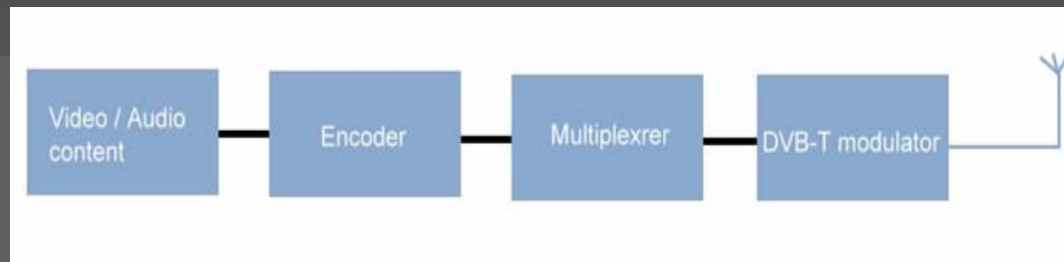 Video / Audio
content
Encoder
Multiplexrer
DVB-T modulator